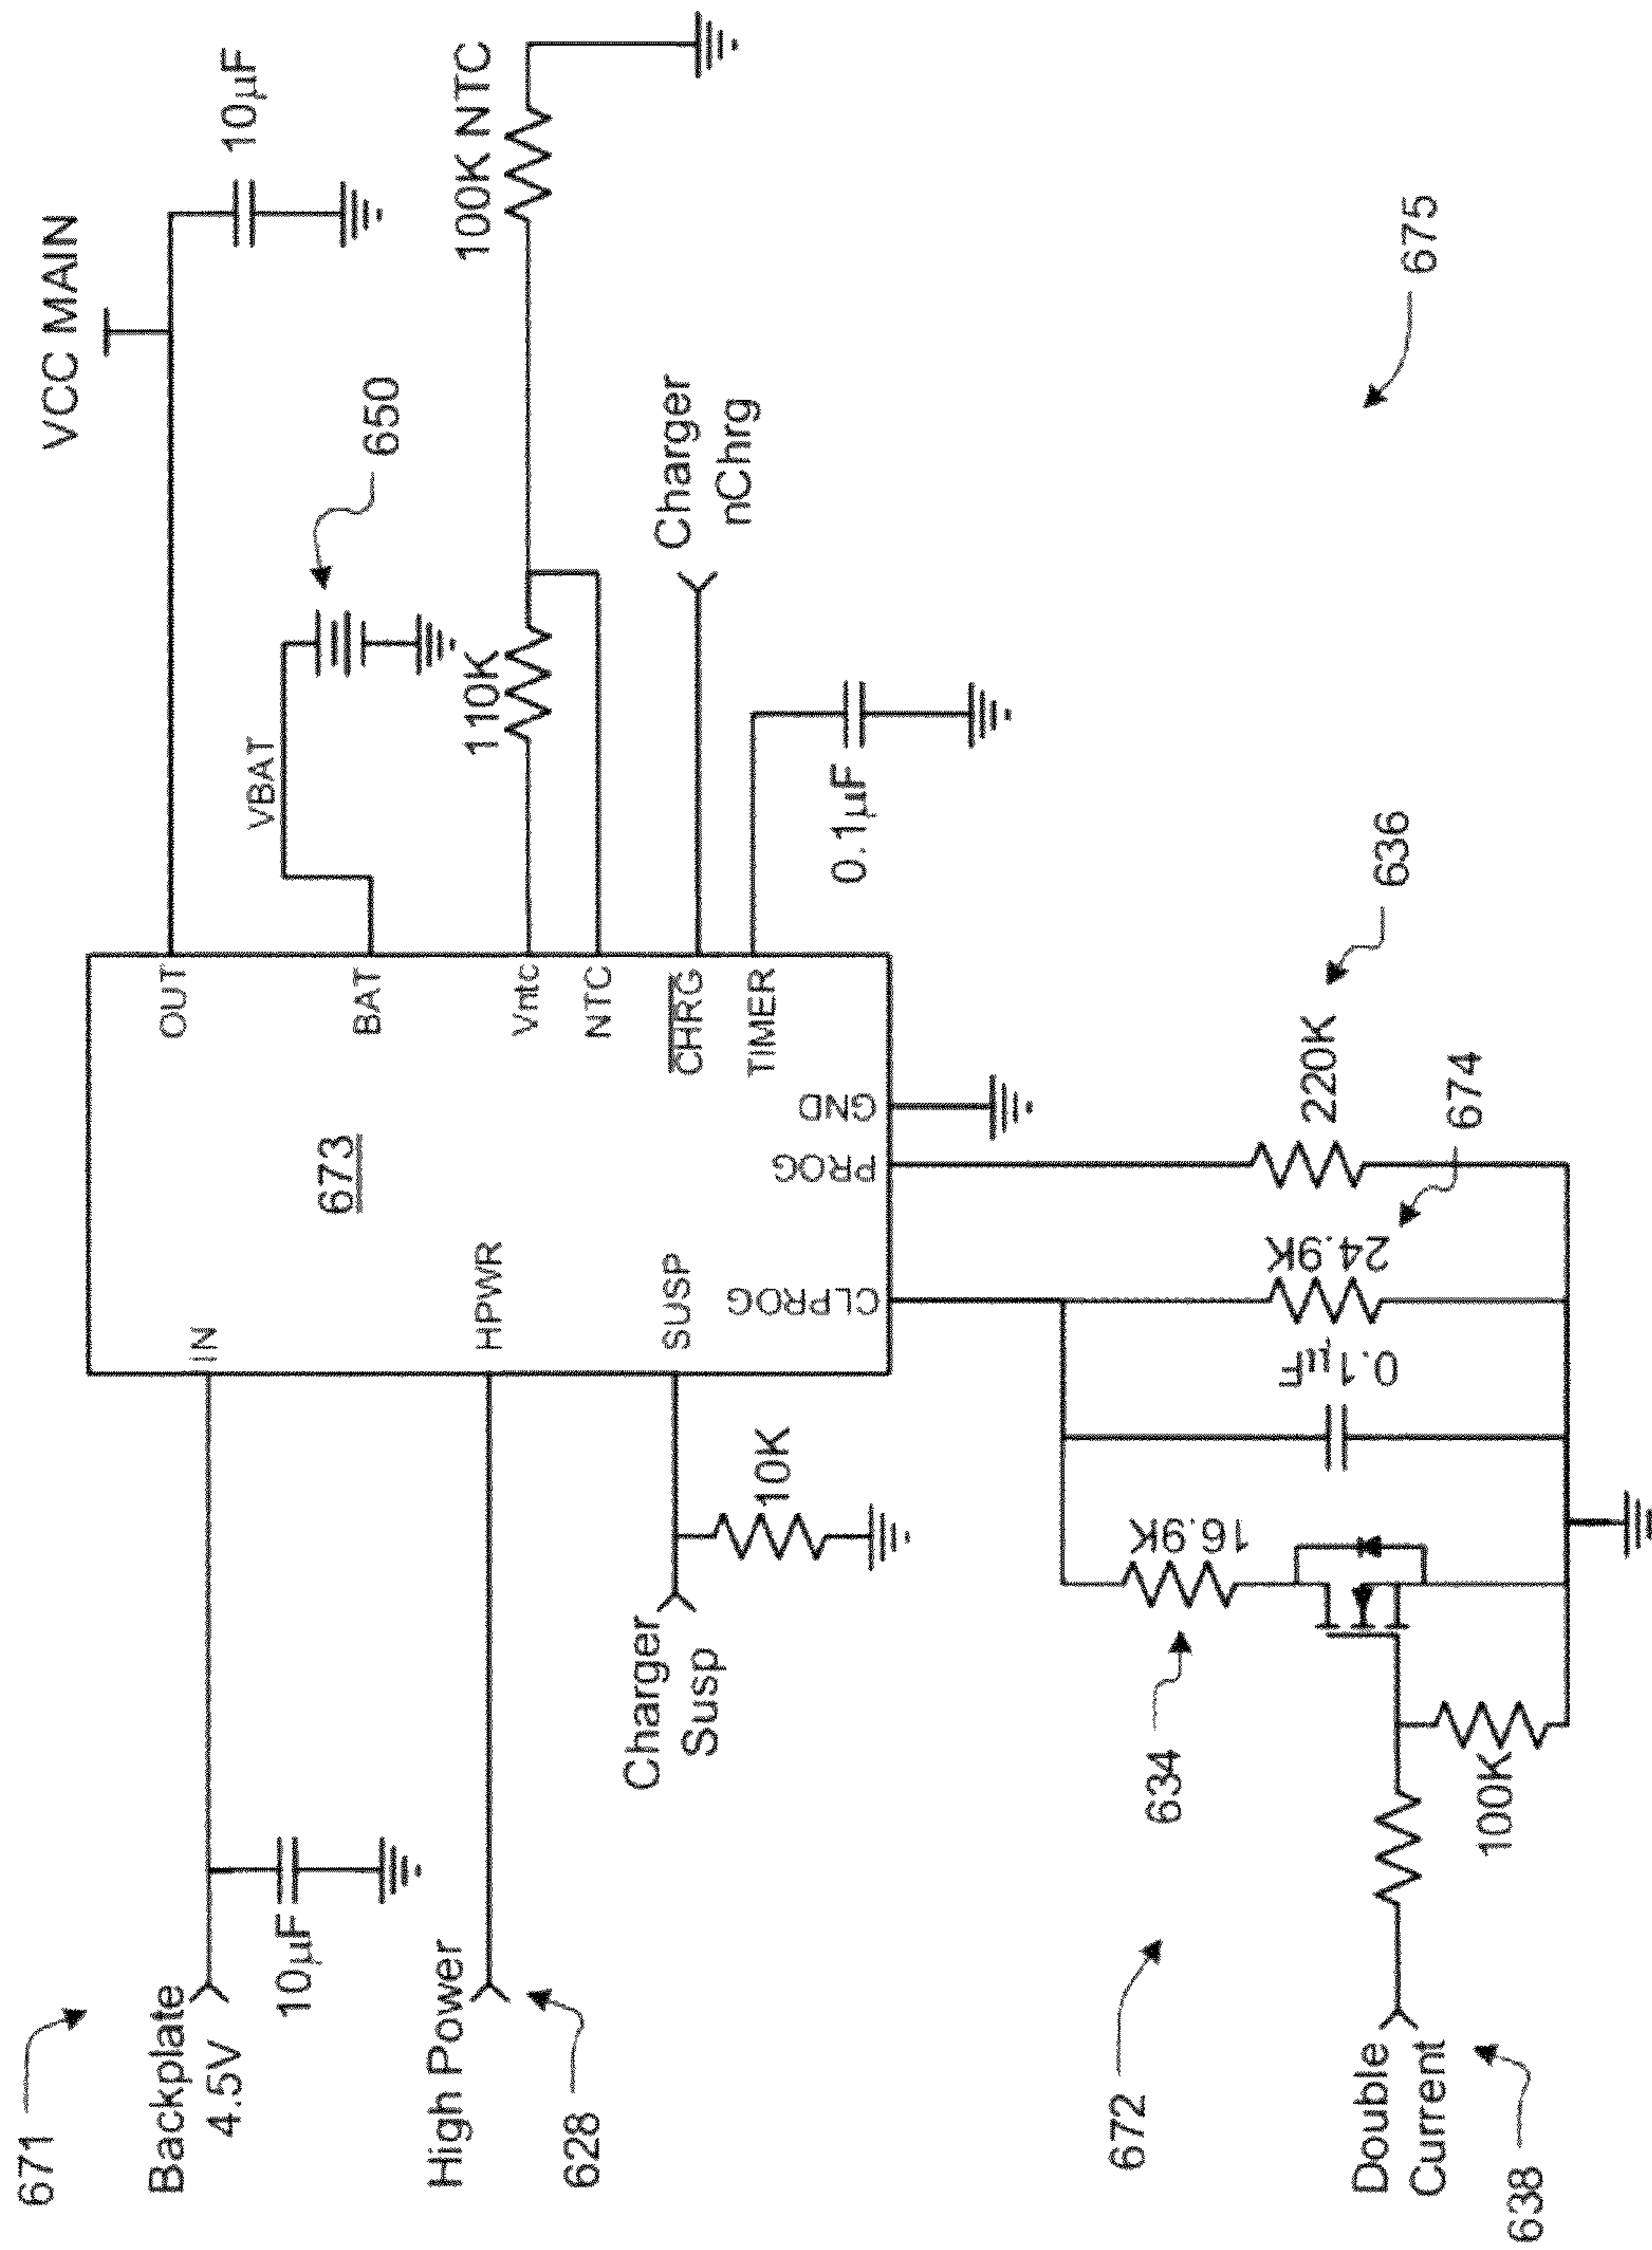 671
Backplate
4.5V
10µF
High Power
628
Charger
Susp
10K
672
Double
Current
638
634
16.9K
100K
0.1µF
24.9K
674
220K
636
IN
HPWR
SUSP
CLPROG
PROG
GND
673
OUT
BAT
Vntc
NTC
CHRG
TIMER
VCC MAIN
10µF
VBAT
650
110K
100K NTC
Charger
nChrg
0.1µF
675